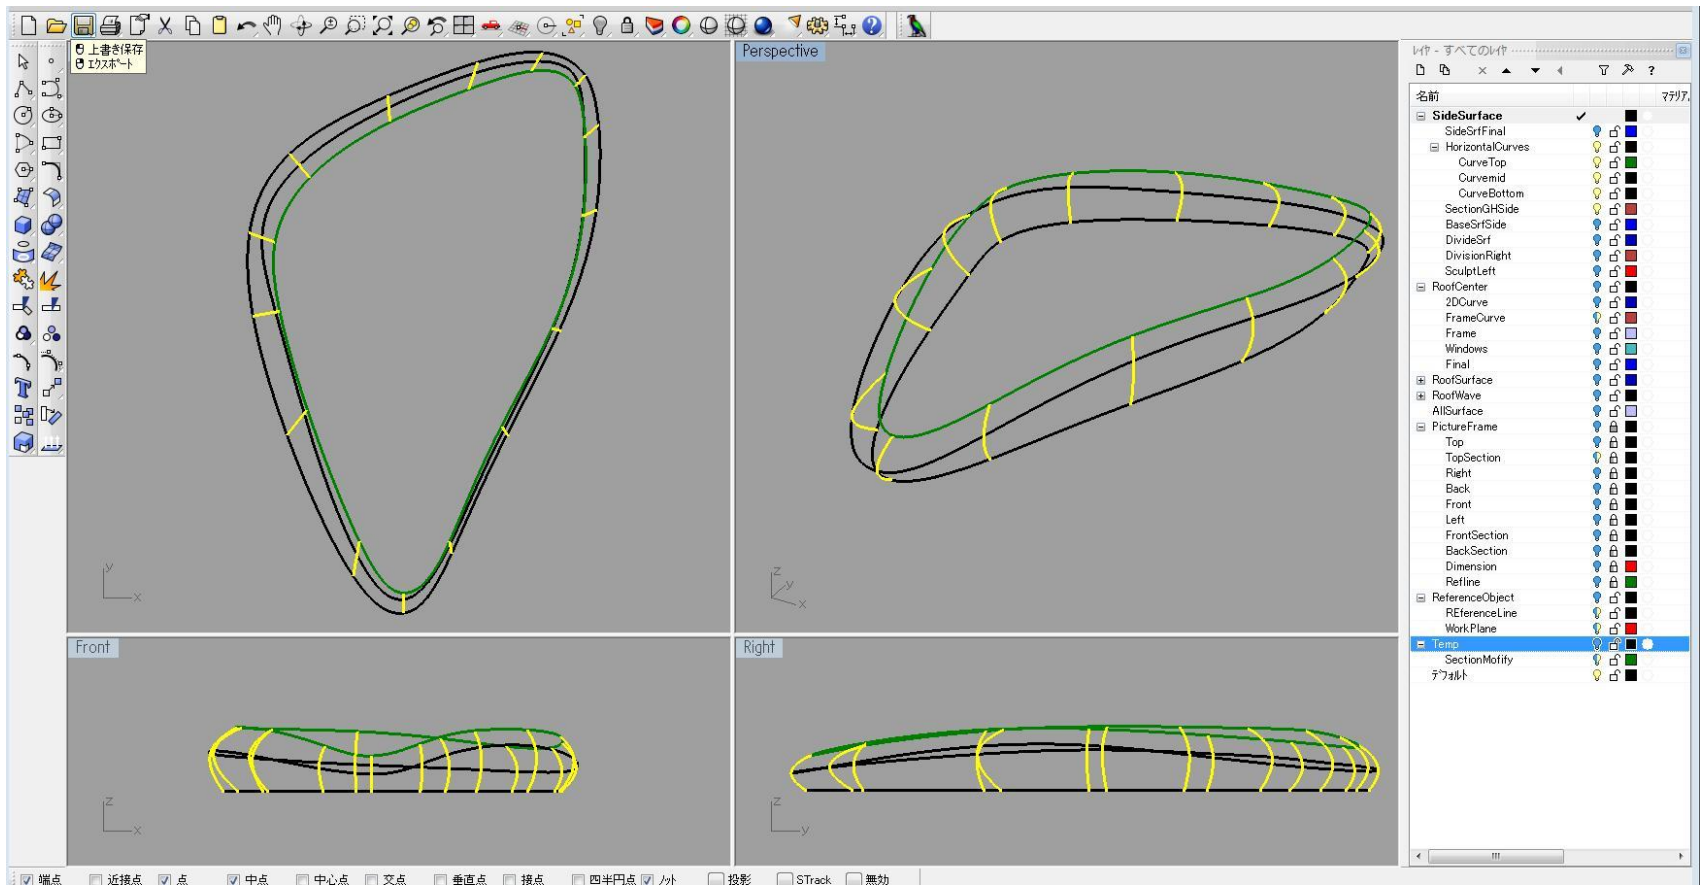 上書き保存
エクスポート
Perspective
レイヤ - すべてのレイヤ
?
名前
マテリア
SideSurface
SideSrfFinal
HorizontalCurves
CurveTop
Curvemid
CurveBottom
SectionGHSide
BaseSrfSide
DivideSrf
DivisionRight
SculptLeft
RoofCenter
2DCurve
FrameCurve
Frame
Windows
Final
RoofSurface
RoofWave
AllSurface
PictureFrame
Top
TopSection
Right
Back
Front
Left
FrontSection
BackSection
Dimension
Refline
ReferenceObject
REferenceLine
WorkPlane
Temp
SectionMofify
デフォルト
y
x
z
y
x
Front
Right
z
x
z
y
端点 近接点 点 中点 中心点 交点 垂直点 接点 四半円点 ノット 投影 STrack 無効